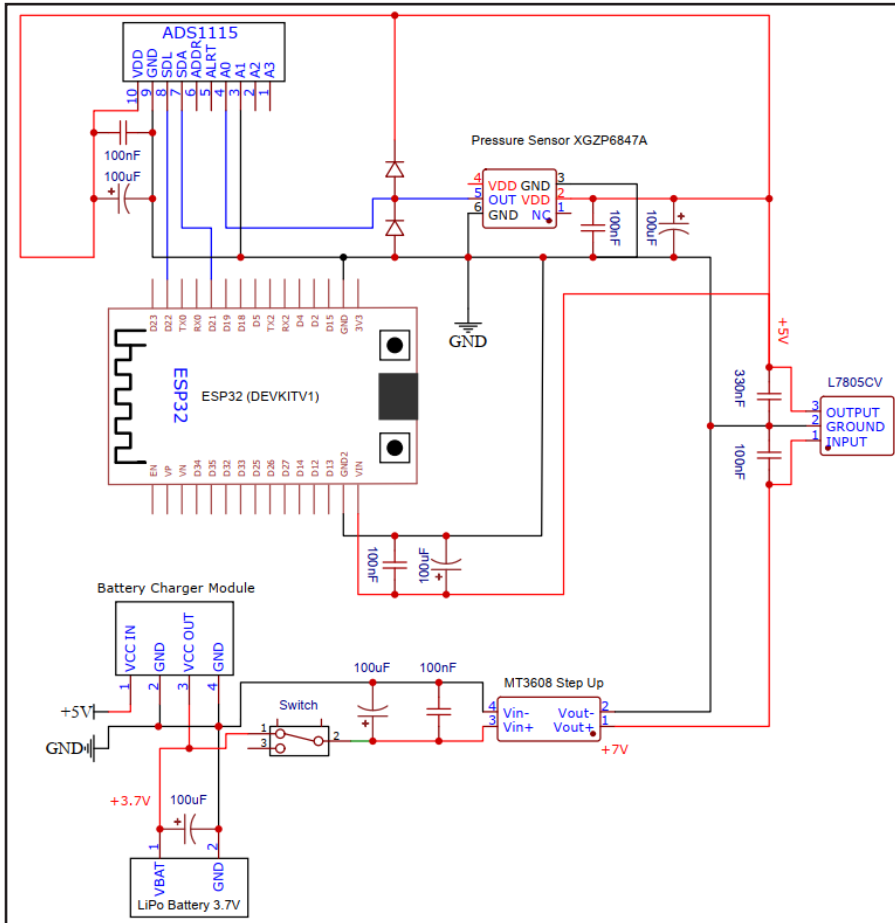 ADS1115
VDD
GND
SDL
SDA
ADDR
ALRT
A0
A1
A2
A3
10
9
8
7
6
5
4
3
2
1
100nF
100uF
+
Pressure Sensor XGZP6847A
4
5
6
VDD
OUT
GND
GND
VDD
NC
3
2
1
100nF
100uF
+
GND
D23
D22
TX0
RX0
D21
D19
D18
D5
TX2
RX2
D4
D2
D15
GND
3V3
ESP32
ESP32 (DEVKITV1)
EN
VP
VN
D34
D35
D32
D33
D25
D26
D27
D14
D12
D13
GND2
VIN
+5V
330nF
100nF
L7805CV
3
2
1
OUTPUT
GROUND
INPUT
100nF
100uF
+
Battery Charger Module
VCC IN
GND
VCC OUT
GND
1
2
3
4
+5V
GND
Switch
1
3
2
100uF
+
100nF
MT3608 Step Up
4
3
Vin-
Vin+
Vout-
Vout+
2
1
+7V
+3.7V
100uF
+
1
2
VBAT
GND
LiPo Battery 3.7V